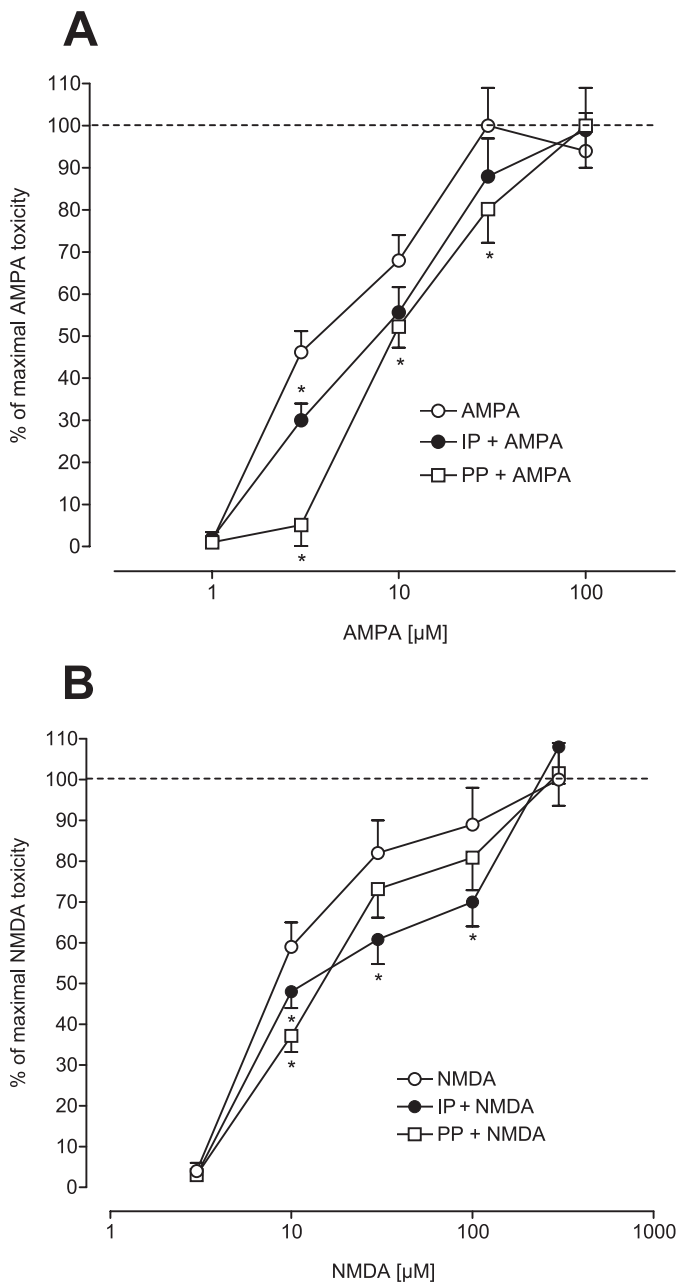 A
110
100
90
80
70
60
50
40
30
20
10
0
% of maximal AMPA toxicity
*
*
*
*
AMPA
IP + AMPA
PP + AMPA
1 10 100
AMPA [µM]
B
110
100
90
80
70
60
50
40
30
20
10
0
% of maximal NMDA toxicity
*
*
*
*
NMDA
IP + NMDA
PP + NMDA
1 10 100 1000
NMDA [µM]